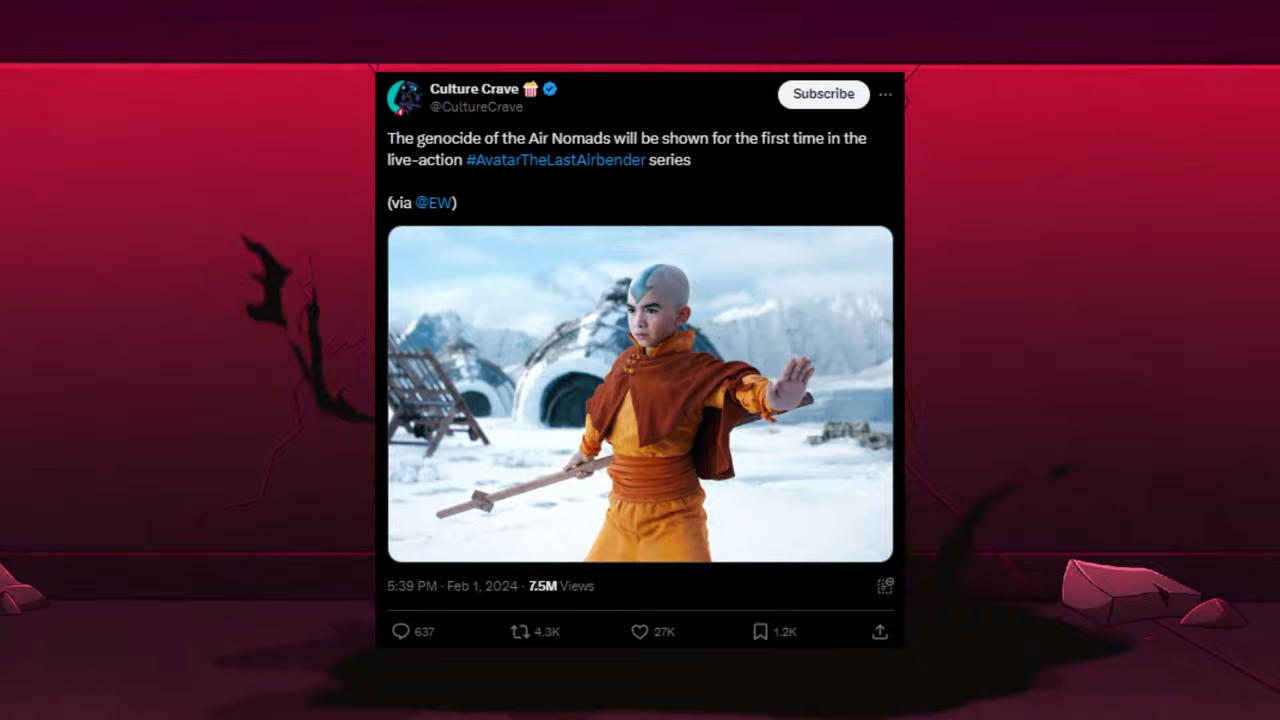 Culture Crave 🍿
Subscribe
@CultureCrave
The genocide of the Air Nomads will be shown for the first time in the
live-action #AvatarTheLastAirbender series
(via @EW)
5:39 PM · Feb 1, 2024 · 7.5M Views
637 4.3K 27K 1.2K